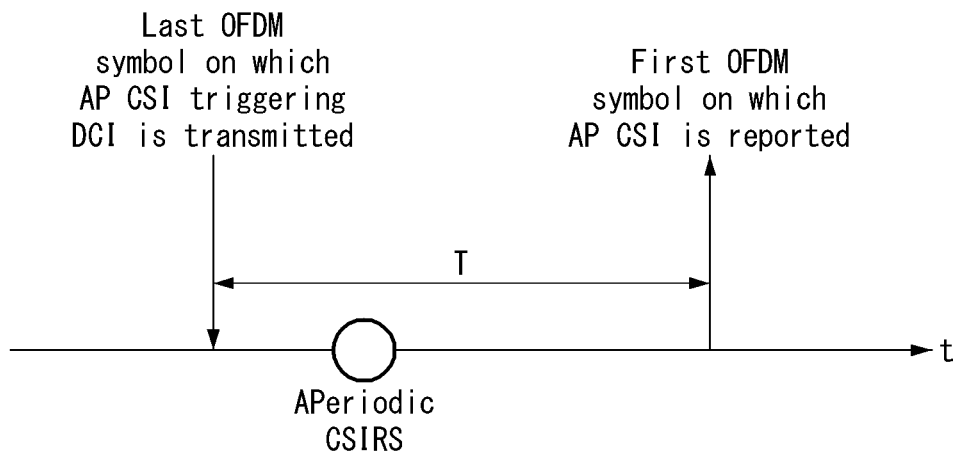 Last OFDM
symbol on which
AP CSI triggering
DCI is transmitted
First OFDM
symbol on which
AP CSI is reported
T
t
APeriodic
CSIRS